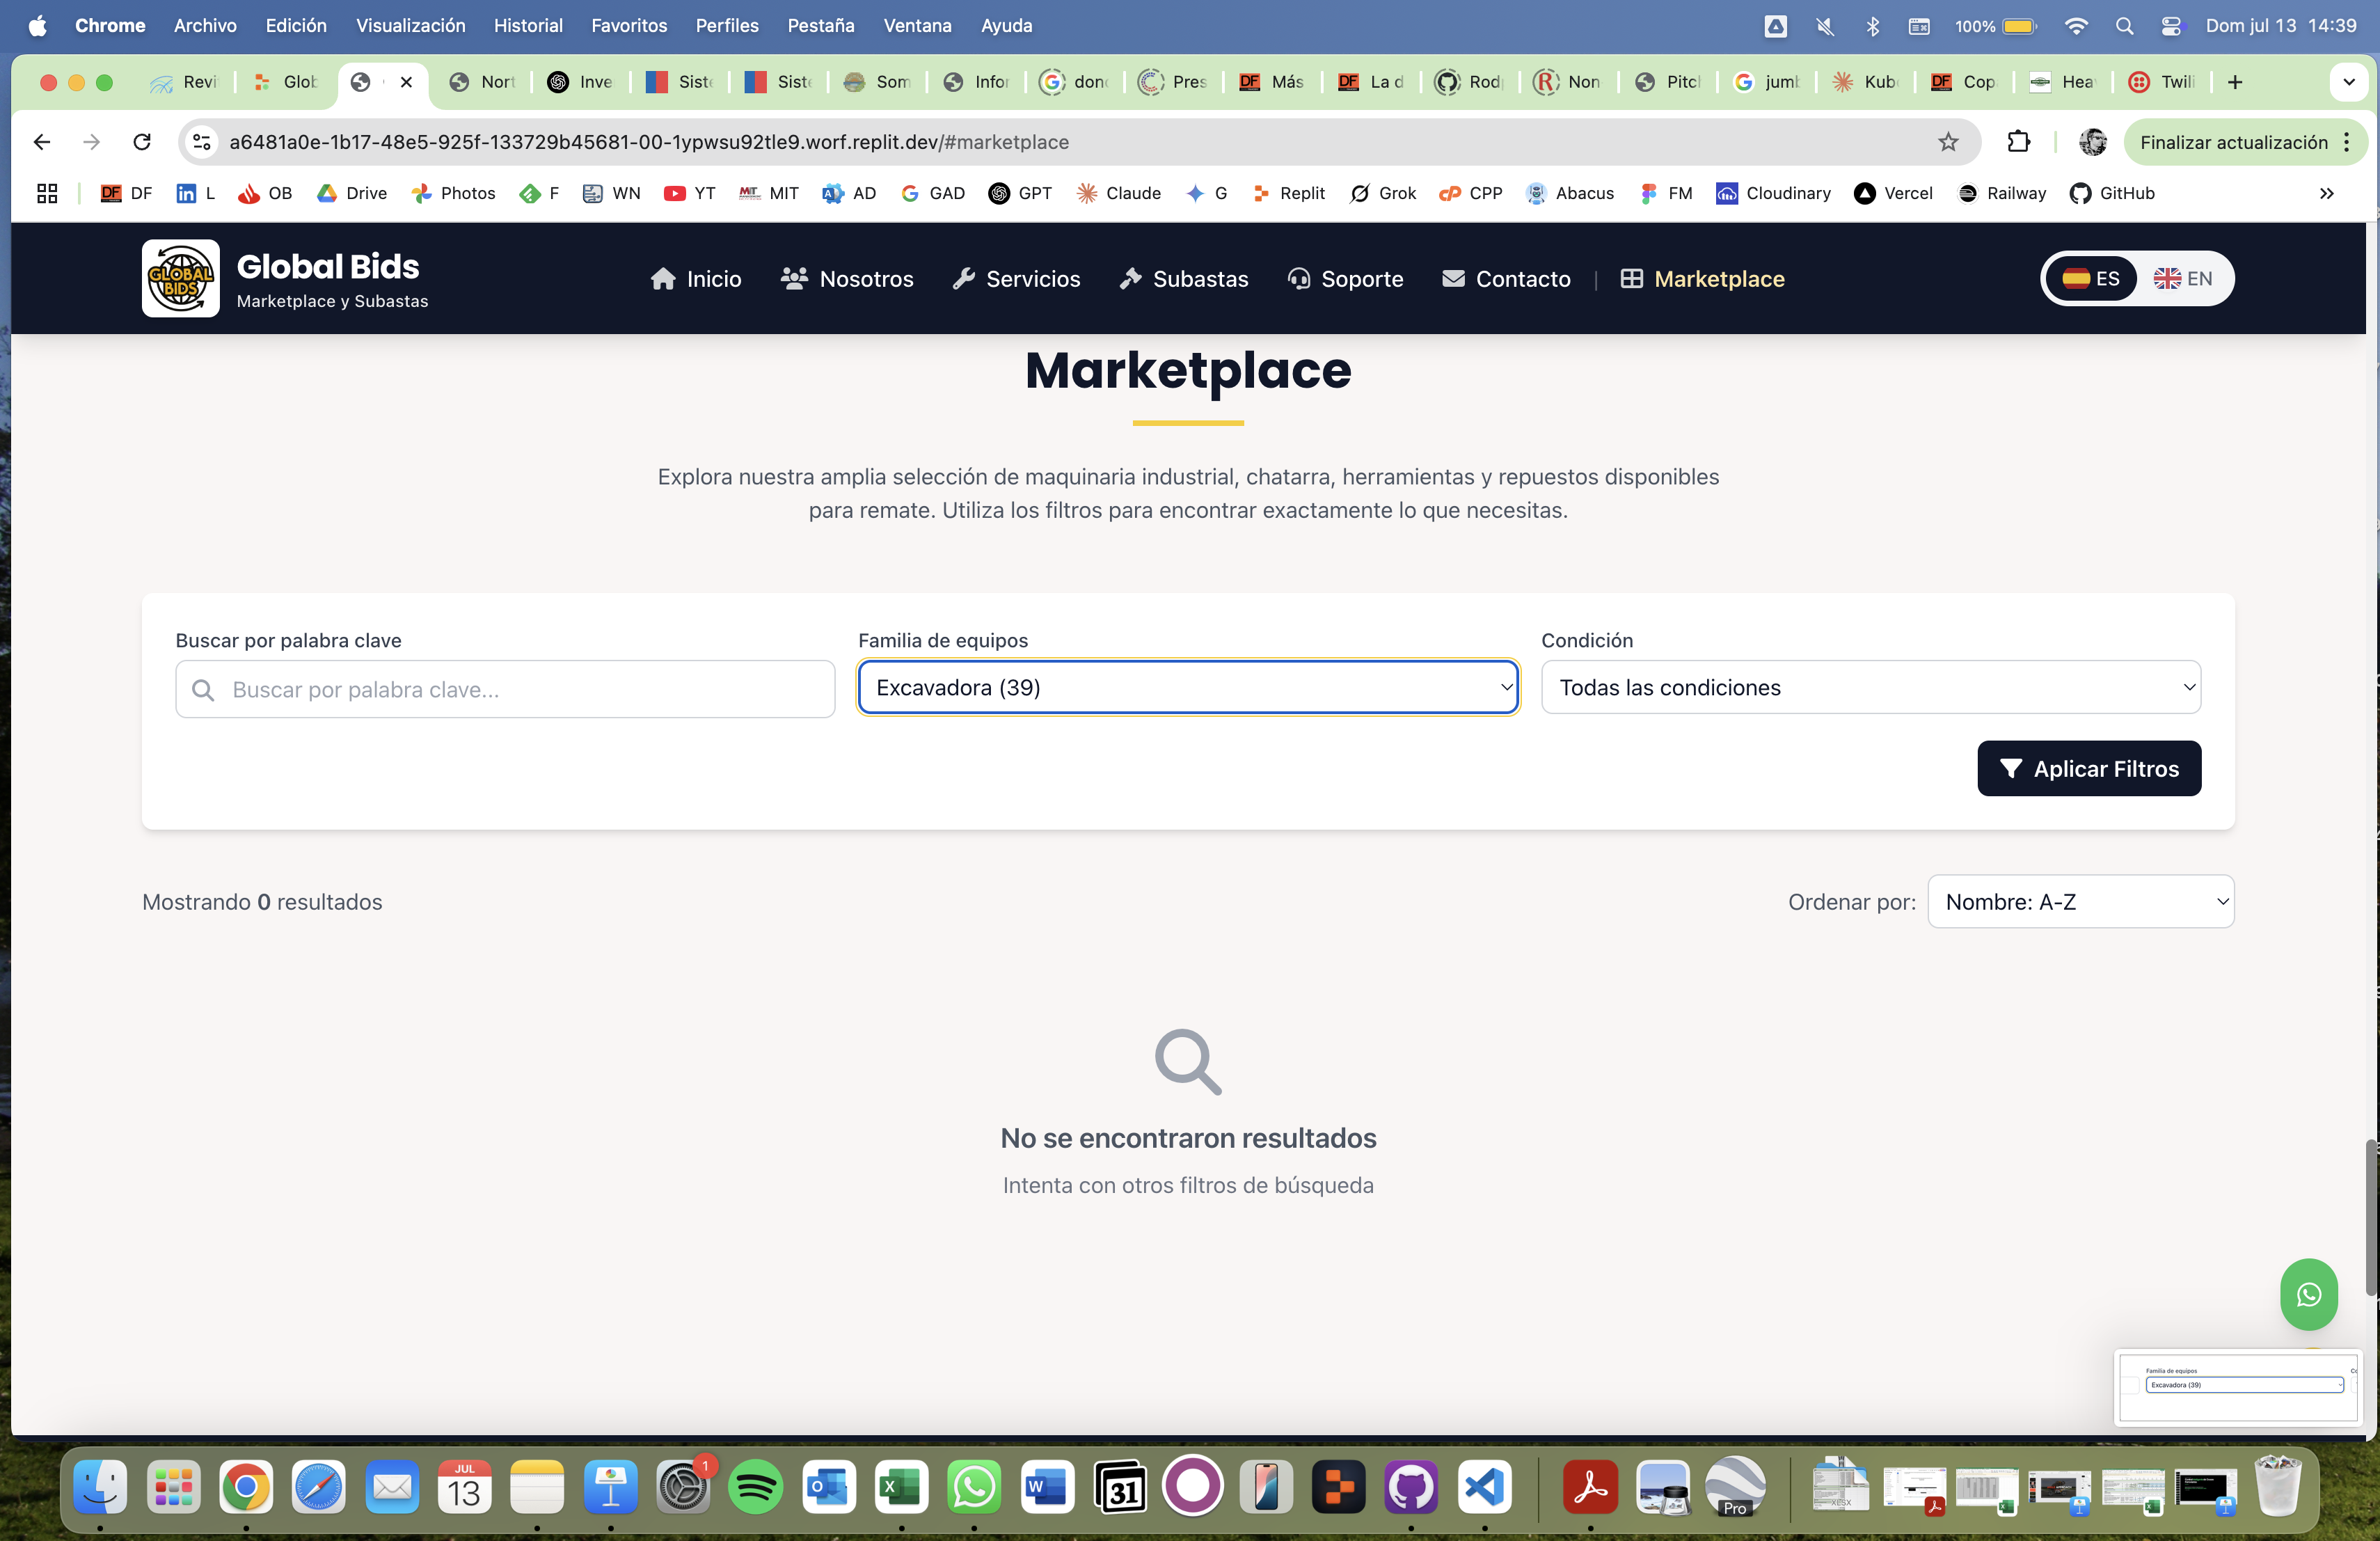 Chrome Archivo Edición Visualización Historial Favoritos Perfiles Pestaña Ventana Ayuda 100% Dom jul 13 14:39
Revi Glob Nort Inve Siste Siste Som Infor dond Pres Más La d Rod Non Pitch jumb Kub Cop Hea Twili
a6481a0e-1b17-48e5-925f-133729b45681-00-1ypwsu92tle9.worf.replit.dev/#marketplace Finalizar actualización
DF L OB Drive Photos F WN YT MIT AD GAD GPT Claude G Replit Grok CPP Abacus FM Cloudinary Vercel Railway GitHub
GLOBAL BIDS
Global Bids
Marketplace y Subastas
Inicio Nosotros Servicios Subastas Soporte Contacto | Marketplace ES EN
Marketplace
Explora nuestra amplia selección de maquinaria industrial, chatarra, herramientas y repuestos disponibles
para remate. Utiliza los filtros para encontrar exactamente lo que necesitas.
Buscar por palabra clave Familia de equipos Condición
Buscar por palabra clave... Excavadora (39) Todas las condiciones
Aplicar Filtros
Mostrando 0 resultados Ordenar por: Nombre: A-Z
No se encontraron resultados
Intenta con otros filtros de búsqueda
Familia de equipos
Excavadora (39)
JUL
13
1
31
Pro
XLSX